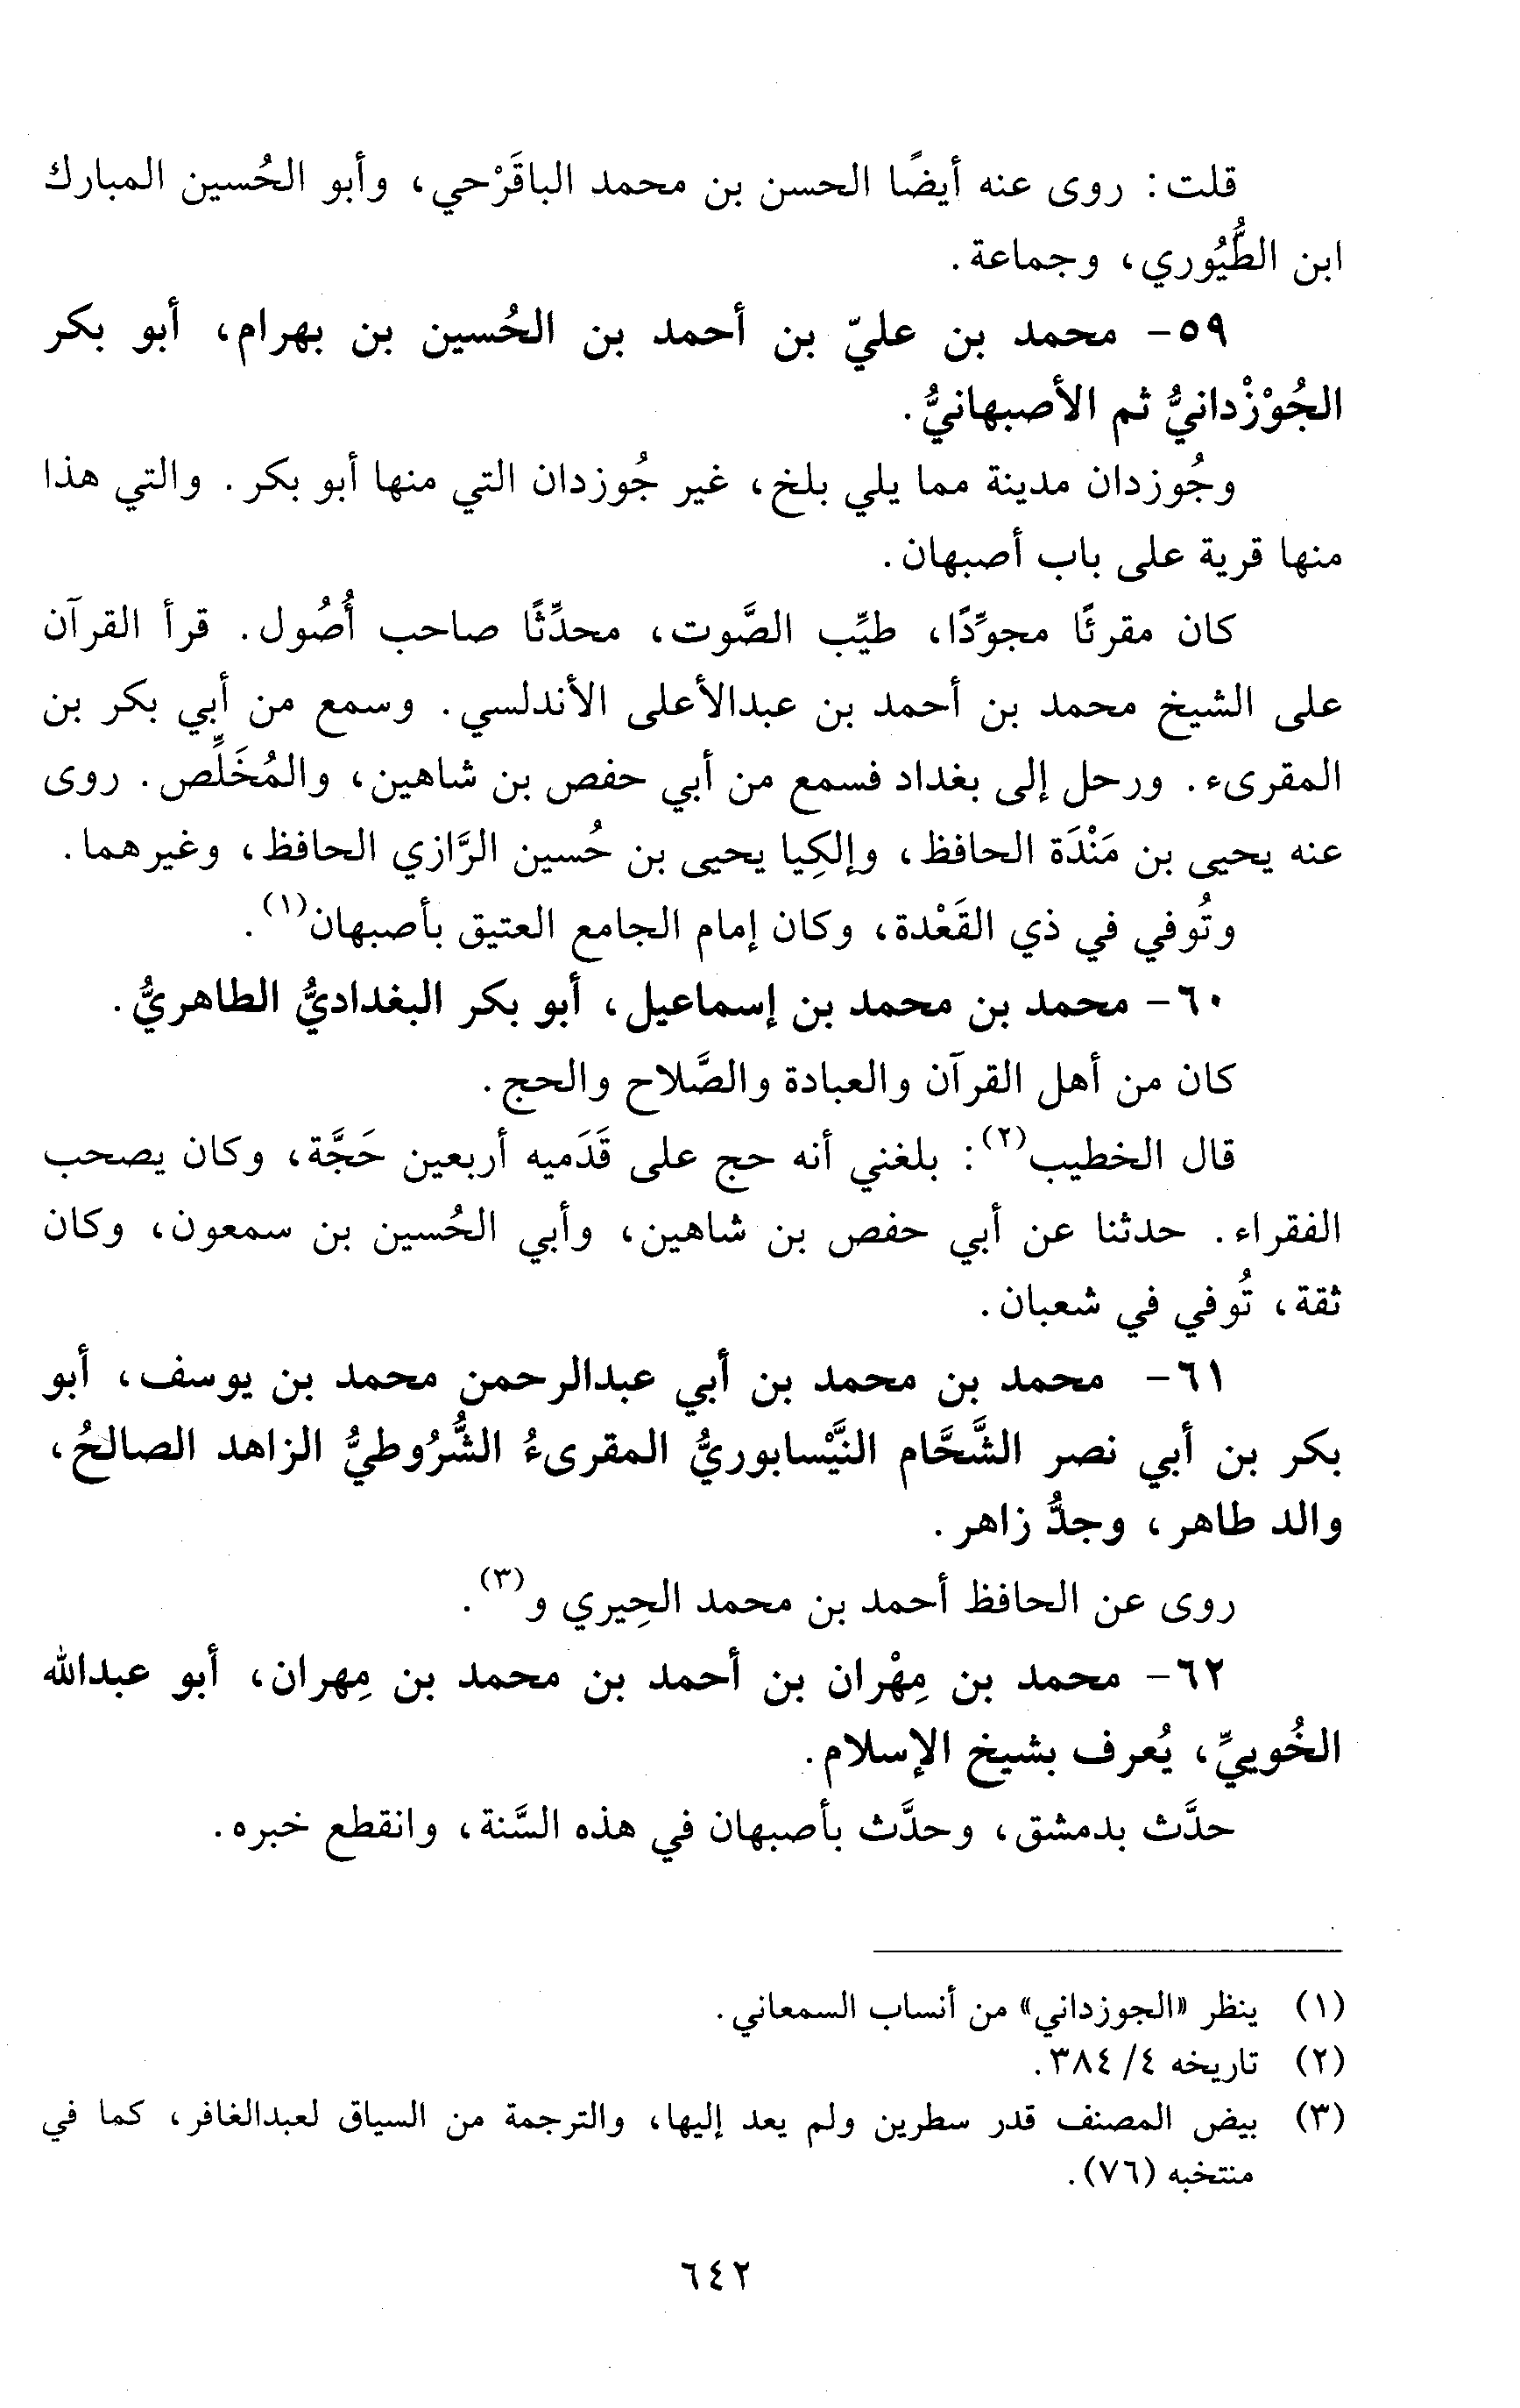 قلت: روى عنه أيضًا الحسن بن محمد الباقَرْحي، وأبو الحُسين المبارك
ابن الطُّيُوري، وجماعة.
٥٩- محمد بن عليّ بن أحمد بن الحُسين بن بهرام، أبو بكر
الجُوْزْدانيُّ ثم الأصبهانيُّ.
وجُوزدان مدينة مما يلي بلخ، غير جُوزدان التي منها أبو بكر. والتي هذا
منها قرية على باب أصبهان.
كان مقرئًا مجوِّدًا، طيِّب الصَّوت، محدِّثًا صاحب أُصُول. قرأ القرآن
على الشيخ محمد بن أحمد بن عبدالأعلى الأندلسي. وسمع من أبي بكر بن
المقرىء. ورحل إلى بغداد فسمع من أبي حفص بن شاهين، والمُخَلِّص. روى
عنه يحيى بن مَنْدَة الحافظ، وإلكِيا يحيى بن حُسين الرَّازي الحافظ، وغيرهما.
وتُوفي في ذي القَعْدة، وكان إمام الجامع العتيق بأصبهان(١).
٦٠- محمد بن محمد بن إسماعيل، أبو بكر البغداديُّ الطاهريُّ.
كان من أهل القرآن والعبادة والصَّلاح والحج.
قال الخطيب(٢): بلغني أنه حج على قَدَميه أربعين حَجَّة، وكان يصحب
الفقراء. حدثنا عن أبي حفص بن شاهين، وأبي الحُسين بن سمعون، وكان
ثقة، تُوفي في شعبان.
٦١- محمد بن محمد بن أبي عبدالرحمن محمد بن يوسف، أبو
بكر بن أبي نصر الشَّحَّام النَّيْسابوريُّ المقرىءُ الشُّرُوطيُّ الزاهد الصالحُ،
والد طاهر، وجدُّ زاهر.
روى عن الحافظ أحمد بن محمد الحِيري و(٣).
٦٢- محمد بن مِهْران بن أحمد بن محمد بن مِهران، أبو عبدالله
الخُوييِّ، يُعرف بشيخ الإسلام.
حدَّث بدمشق، وحدَّث بأصبهان في هذه السَّنة، وانقطع خبره.
(١) ينظر «الجوزداني» من أنساب السمعاني.
(٢) تاريخه ٤/ ٣٨٤.
(٣) بيض المصنف قدر سطرين ولم يعد إليها، والترجمة من السياق لعبدالغافر، كما في
منتخبه (٧٦).
٦٤٢